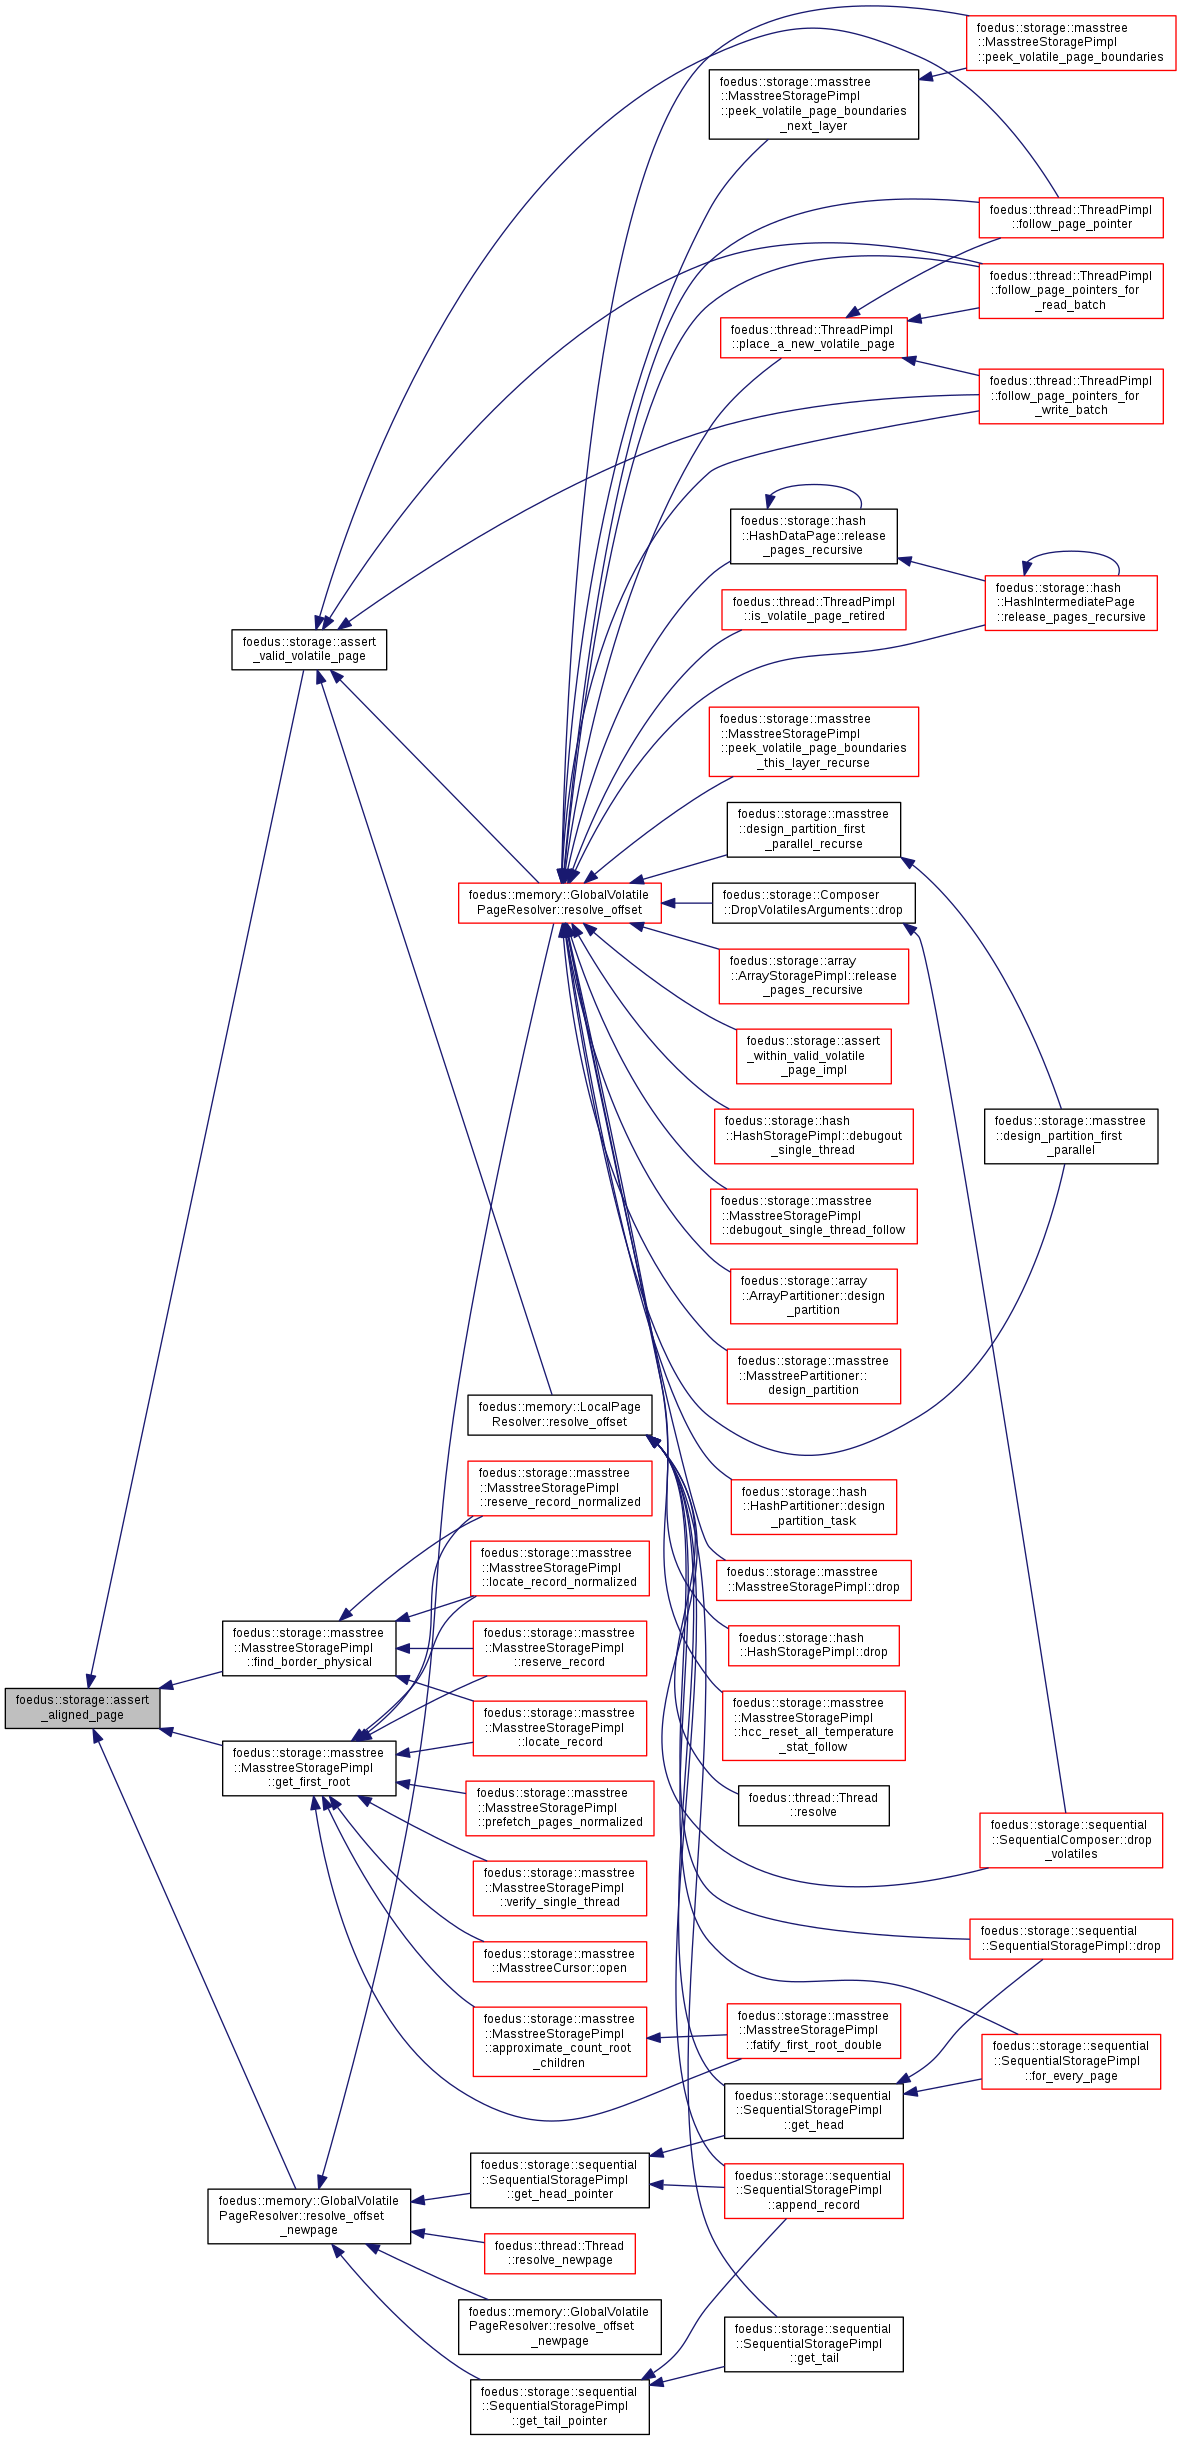 foedus::storage::masstree
::MasstreeStoragePimpl
::peek_volatile_page_boundaries
foedus::storage::masstree
::MasstreeStoragePimpl
::peek_volatile_page_boundaries
_next_layer
foedus::thread::ThreadPimpl
::follow_page_pointer
foedus::thread::ThreadPimpl
::follow_page_pointers_for
_read_batch
foedus::thread::ThreadPimpl
::place_a_new_volatile_page
foedus::thread::ThreadPimpl
::follow_page_pointers_for
_write_batch
foedus::storage::hash
::HashDataPage::release
_pages_recursive
foedus::storage::hash
::HashIntermediatePage
::release_pages_recursive
foedus::thread::ThreadPimpl
::is_volatile_page_retired
foedus::storage::assert
_valid_volatile_page
foedus::storage::masstree
::MasstreeStoragePimpl
::peek_volatile_page_boundaries
_this_layer_recurse
foedus::storage::masstree
::design_partition_first
_parallel_recurse
foedus::memory::GlobalVolatile
PageResolver::resolve_offset
foedus::storage::Composer
::DropVolatilesArguments::drop
foedus::storage::array
::ArrayStoragePimpl::release
_pages_recursive
foedus::storage::assert
_within_valid_volatile
_page_impl
foedus::storage::hash
::HashStoragePimpl::debugout
_single_thread
foedus::storage::masstree
::design_partition_first
_parallel
foedus::storage::masstree
::MasstreeStoragePimpl
::debugout_single_thread_follow
foedus::storage::array
::ArrayPartitioner::design
_partition
foedus::storage::masstree
::MasstreePartitioner::
design_partition
foedus::memory::LocalPage
Resolver::resolve_offset
foedus::storage::masstree
::MasstreeStoragePimpl
::reserve_record_normalized
foedus::storage::hash
::HashPartitioner::design
_partition_task
foedus::storage::masstree
::MasstreeStoragePimpl
::locate_record_normalized
foedus::storage::masstree
::MasstreeStoragePimpl::drop
foedus::storage::masstree
::MasstreeStoragePimpl
::find_border_physical
foedus::storage::masstree
::MasstreeStoragePimpl
::reserve_record
foedus::storage::hash
::HashStoragePimpl::drop
foedus::storage::assert
_aligned_page
foedus::storage::masstree
::MasstreeStoragePimpl
::locate_record
foedus::storage::masstree
::MasstreeStoragePimpl
::hcc_reset_all_temperature
_stat_follow
foedus::storage::masstree
::MasstreeStoragePimpl
::get_first_root
foedus::storage::masstree
::MasstreeStoragePimpl
::prefetch_pages_normalized
foedus::thread::Thread
::resolve
foedus::storage::sequential
::SequentialComposer::drop
_volatiles
foedus::storage::masstree
::MasstreeStoragePimpl
::verify_single_thread
foedus::storage::sequential
::SequentialStoragePimpl::drop
foedus::storage::masstree
::MasstreeCursor::open
foedus::storage::masstree
::MasstreeStoragePimpl
::approximate_count_root
_children
foedus::storage::masstree
::MasstreeStoragePimpl
::fatify_first_root_double
foedus::storage::sequential
::SequentialStoragePimpl
::for_every_page
foedus::storage::sequential
::SequentialStoragePimpl
::get_head
foedus::storage::sequential
::SequentialStoragePimpl
::get_head_pointer
foedus::storage::sequential
::SequentialStoragePimpl
::append_record
foedus::memory::GlobalVolatile
PageResolver::resolve_offset
_newpage
foedus::thread::Thread
::resolve_newpage
foedus::memory::GlobalVolatile
PageResolver::resolve_offset
_newpage
foedus::storage::sequential
::SequentialStoragePimpl
::get_tail
foedus::storage::sequential
::SequentialStoragePimpl
::get_tail_pointer